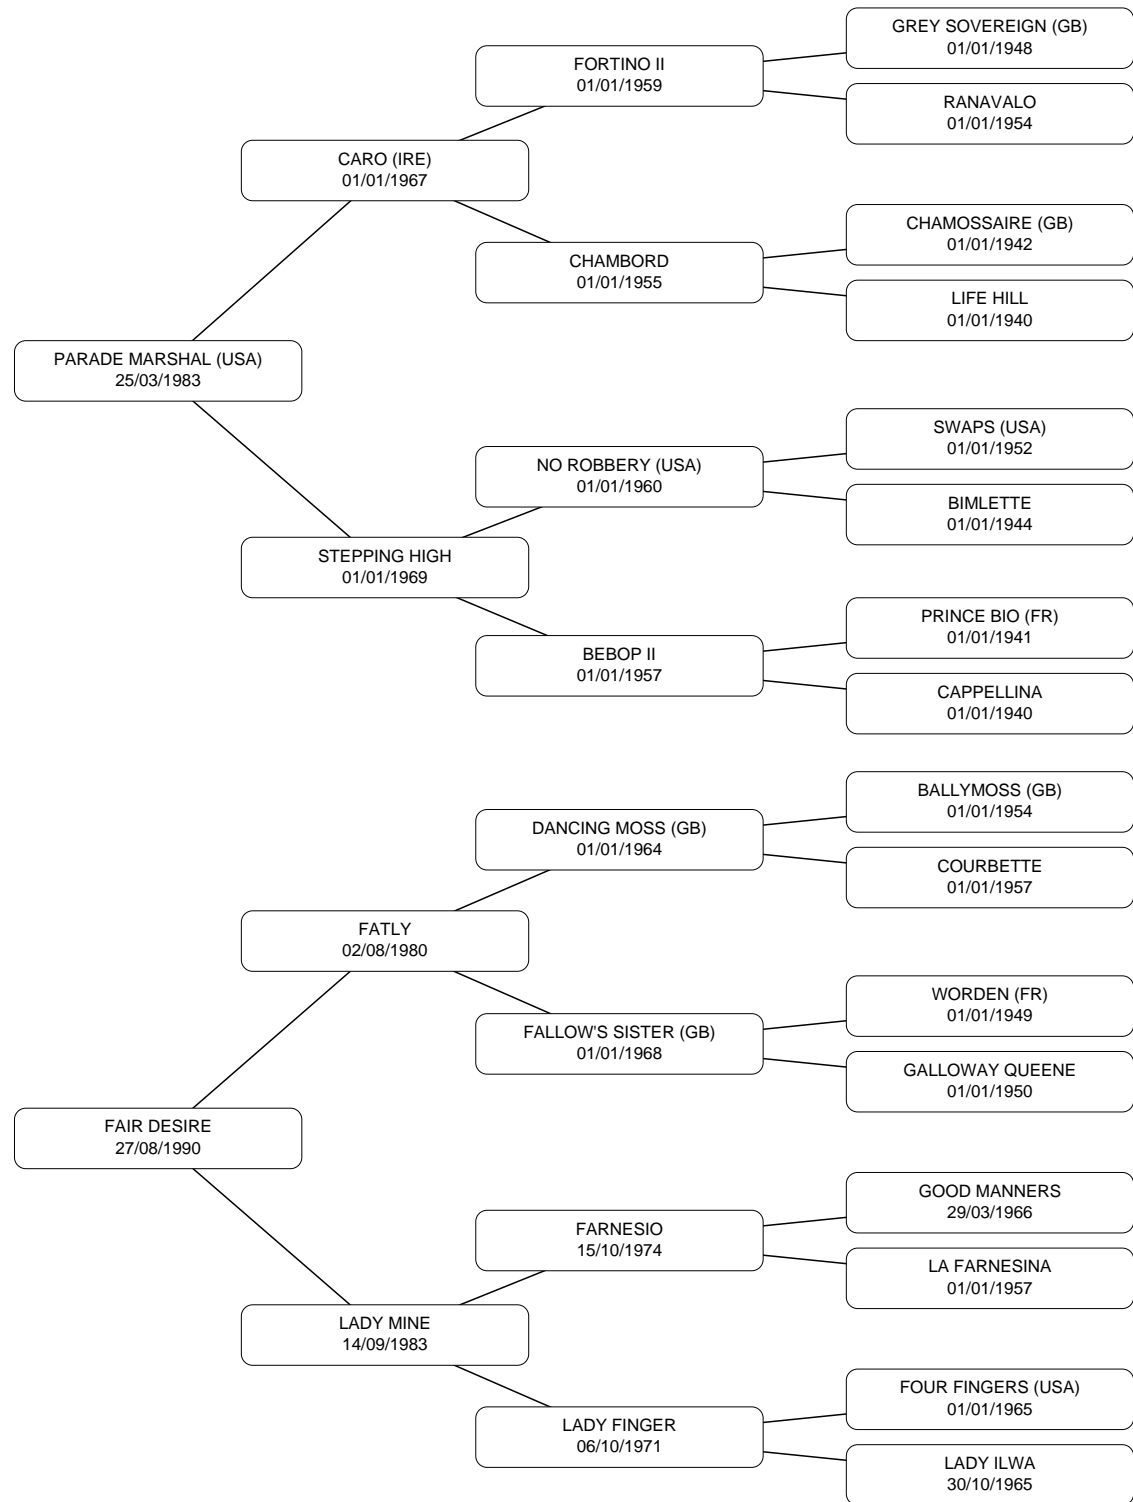 GREY SOVEREIGN (GB)
01/01/1948
FORTINO II
01/01/1959
RANAVALO
01/01/1954
CARO (IRE)
01/01/1967
CHAMOSSAIRE (GB)
01/01/1942
CHAMBORD
01/01/1955
LIFE HILL
01/01/1940
PARADE MARSHAL (USA)
25/03/1983
SWAPS (USA)
01/01/1952
NO ROBBERY (USA)
01/01/1960
BIMLETTE
01/01/1944
STEPPING HIGH
01/01/1969
PRINCE BIO (FR)
01/01/1941
BEBOP II
01/01/1957
CAPPELLINA
01/01/1940
BALLYMOSS (GB)
01/01/1954
DANCING MOSS (GB)
01/01/1964
COURBETTE
01/01/1957
FATLY
02/08/1980
WORDEN (FR)
01/01/1949
FALLOW'S SISTER (GB)
01/01/1968
GALLOWAY QUEENE
01/01/1950
FAIR DESIRE
27/08/1990
GOOD MANNERS
29/03/1966
FARNESIO
15/10/1974
LA FARNESINA
01/01/1957
LADY MINE
14/09/1983
FOUR FINGERS (USA)
01/01/1965
LADY FINGER
06/10/1971
LADY ILWA
30/10/1965